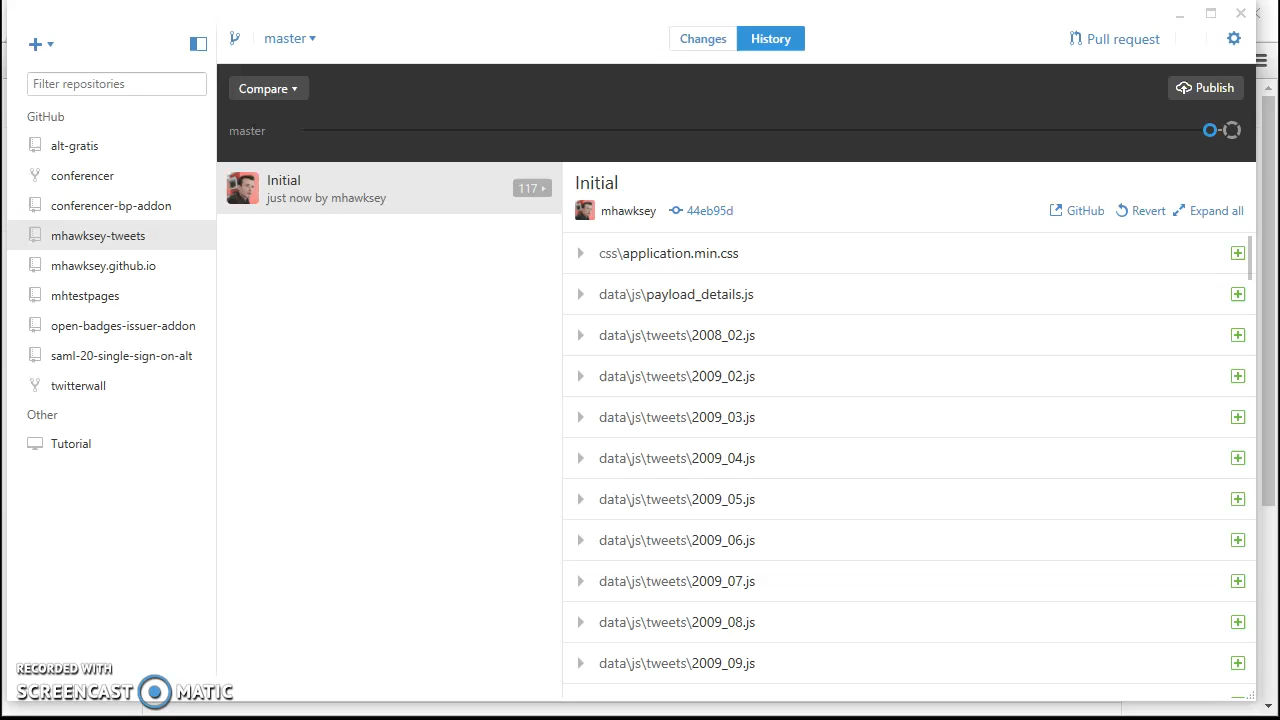 master
Changes
History
Pull request
Filter repositories
GitHub
alt-gratis
conferencer
conferencer-bp-addon
mhawksey-tweets
mhawksey.github.io
mhtestpages
open-badges-issuer-addon
saml-20-single-sign-on-alt
twitterwall
Other
Tutorial
Compare
Publish
master
Initial
just now by mhawksey
117
Initial
mhawksey
44eb95d
GitHub
Revert
Expand all
css\application.min.css
data\js\payload_details.js
data\js\tweets\2008_02.js
data\js\tweets\2009_02.js
data\js\tweets\2009_03.js
data\js\tweets\2009_04.js
data\js\tweets\2009_05.js
data\js\tweets\2009_06.js
data\js\tweets\2009_07.js
data\js\tweets\2009_08.js
data\js\tweets\2009_09.js
RECORDED WITH
SCREENCAST MATIC